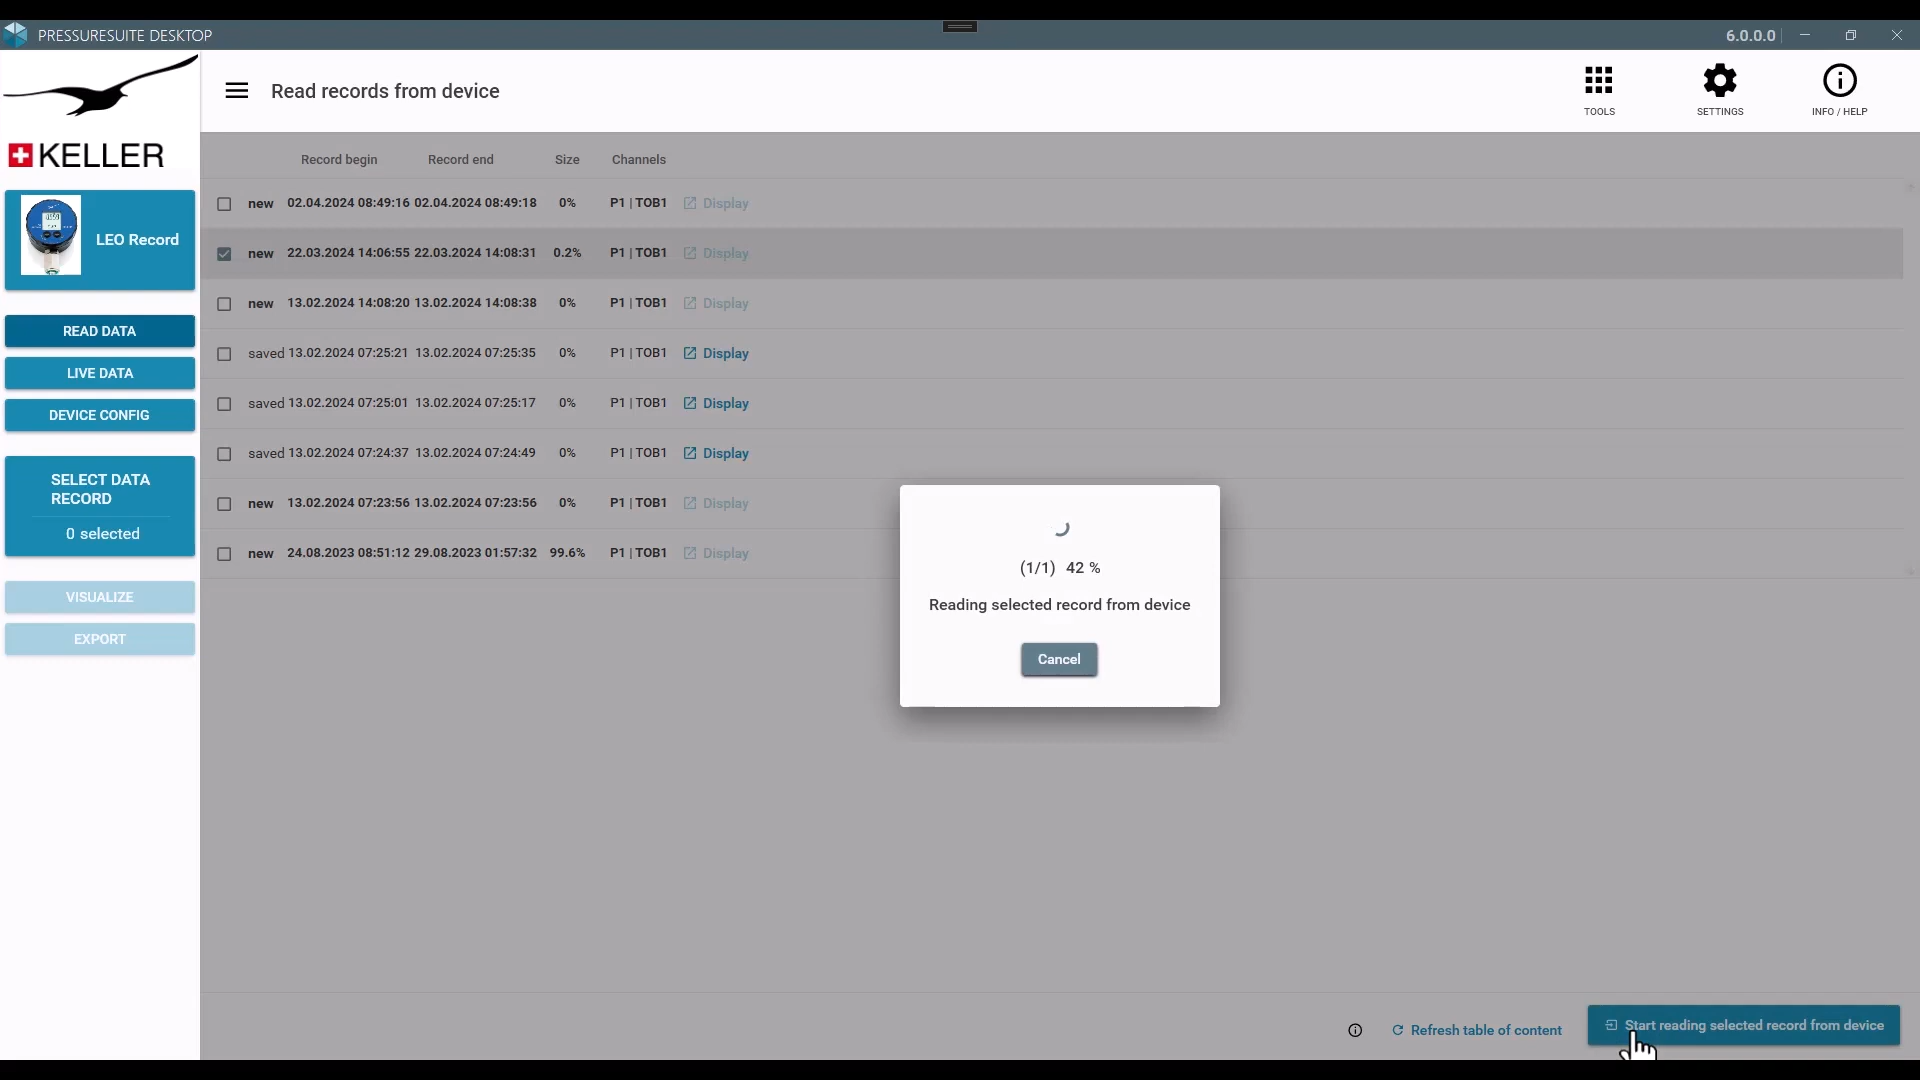 PRESSURESUITE DESKTOP
6.0.0.0
KELLER
Read records from device
TOOLS
SETTINGS
INFO / HELP
LEO Record
READ DATA
LIVE DATA
DEVICE CONFIG
SELECT DATA
RECORD
0 selected
VISUALIZE
EXPORT
Record begin Record end Size Channels
new 02.04.2024 08:49:16 02.04.2024 08:49:18 0% P1 | TOB1 Display
new 22.03.2024 14:06:55 22.03.2024 14:08:31 0.2% P1 | TOB1 Display
new 13.02.2024 14:08:20 13.02.2024 14:08:38 0% P1 | TOB1 Display
saved 13.02.2024 07:25:21 13.02.2024 07:25:35 0% P1 | TOB1 Display
saved 13.02.2024 07:25:01 13.02.2024 07:25:17 0% P1 | TOB1 Display
saved 13.02.2024 07:24:37 13.02.2024 07:24:49 0% P1 | TOB1 Display
new 13.02.2024 07:23:56 13.02.2024 07:23:56 0% P1 | TOB1 Display
new 24.08.2023 08:51:12 29.08.2023 01:57:32 99.6% P1 | TOB1 Display
(1/1) 42 %
Reading selected record from device
Cancel
Refresh table of content
Start reading selected record from device